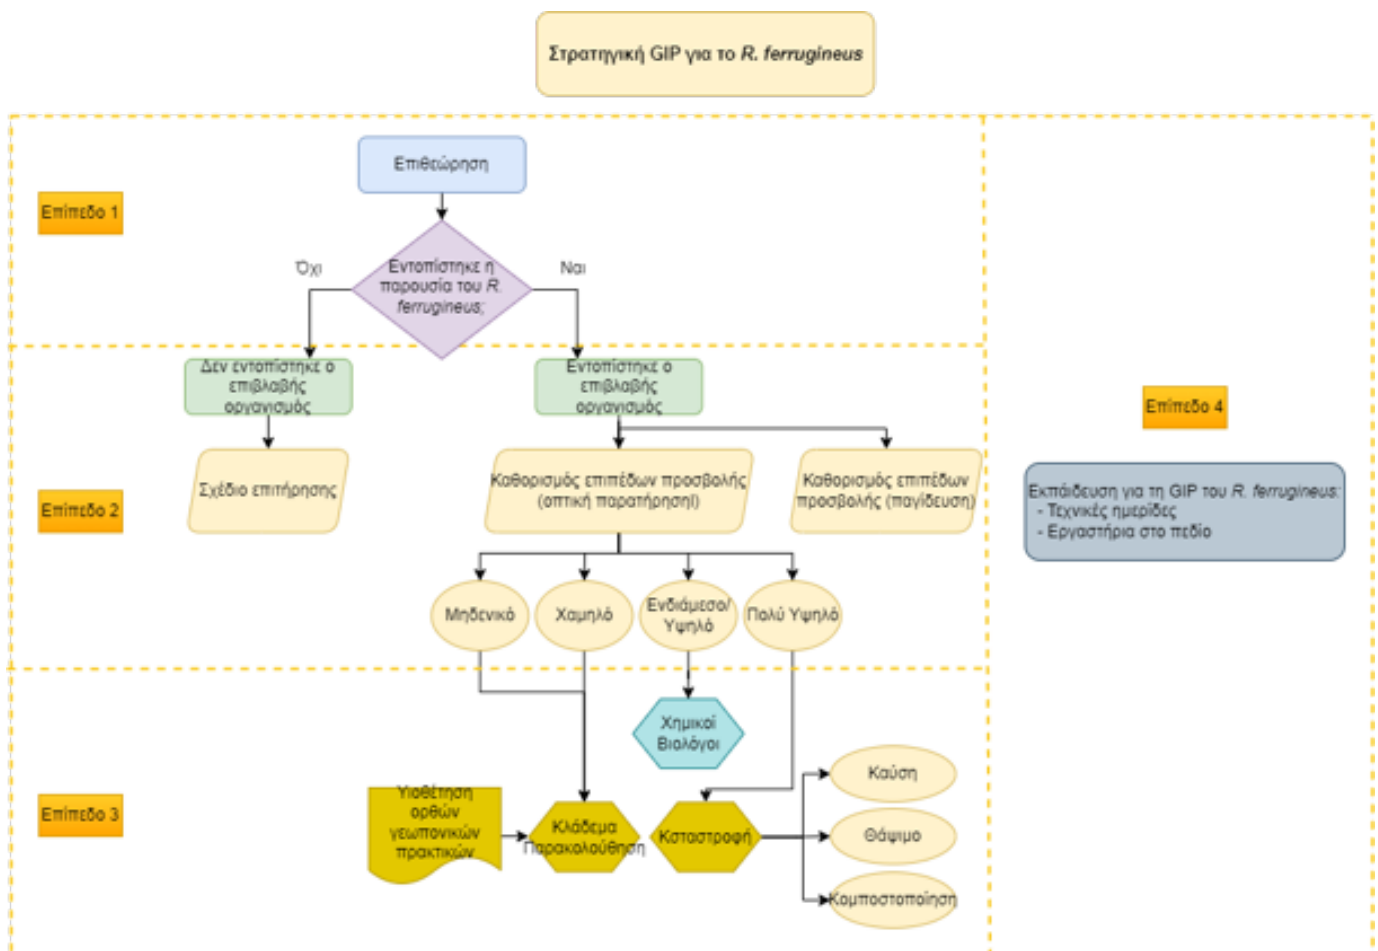 Στρατηγική GIP για το R. ferrugineus
Επιθεώρηση
Επίπεδο 1
Όχι
Εντοπίστηκε η
παρουσία του R.
ferrugineus;
Ναι
Δεν εντοπίστηκε ο
επιβλαβής
οργανισμός
Εντοπίστηκε ο
επιβλαβής
οργανισμός
Επίπεδο 2
Σχέδιο επιτήρησης
Καθορισμός επιπέδων προσβολής
(οπτική παρατήρησηl)
Καθορισμός επιπέδων
προσβολής (παγίδευση)
Μηδενικό
Χαμηλό
Ενδιάμεσο/
Υψηλό
Πολύ Υψηλό
Επίπεδο 3
Χημικοί
Βιολόγοι
Υιοθέτηση
ορθών
γεωπονικών
πρακτικών
Κλάδεμα
Παρακολούθηση
Κσταστροφή
Καύση
Θάψιμο
Κομποστοποίηση
Επίπεδο 4
Εκπάιδευση για τη GIP του R. ferrugineus:
- Τεχνικές ημερίδες
- Εργαστήρια στο πεδίο